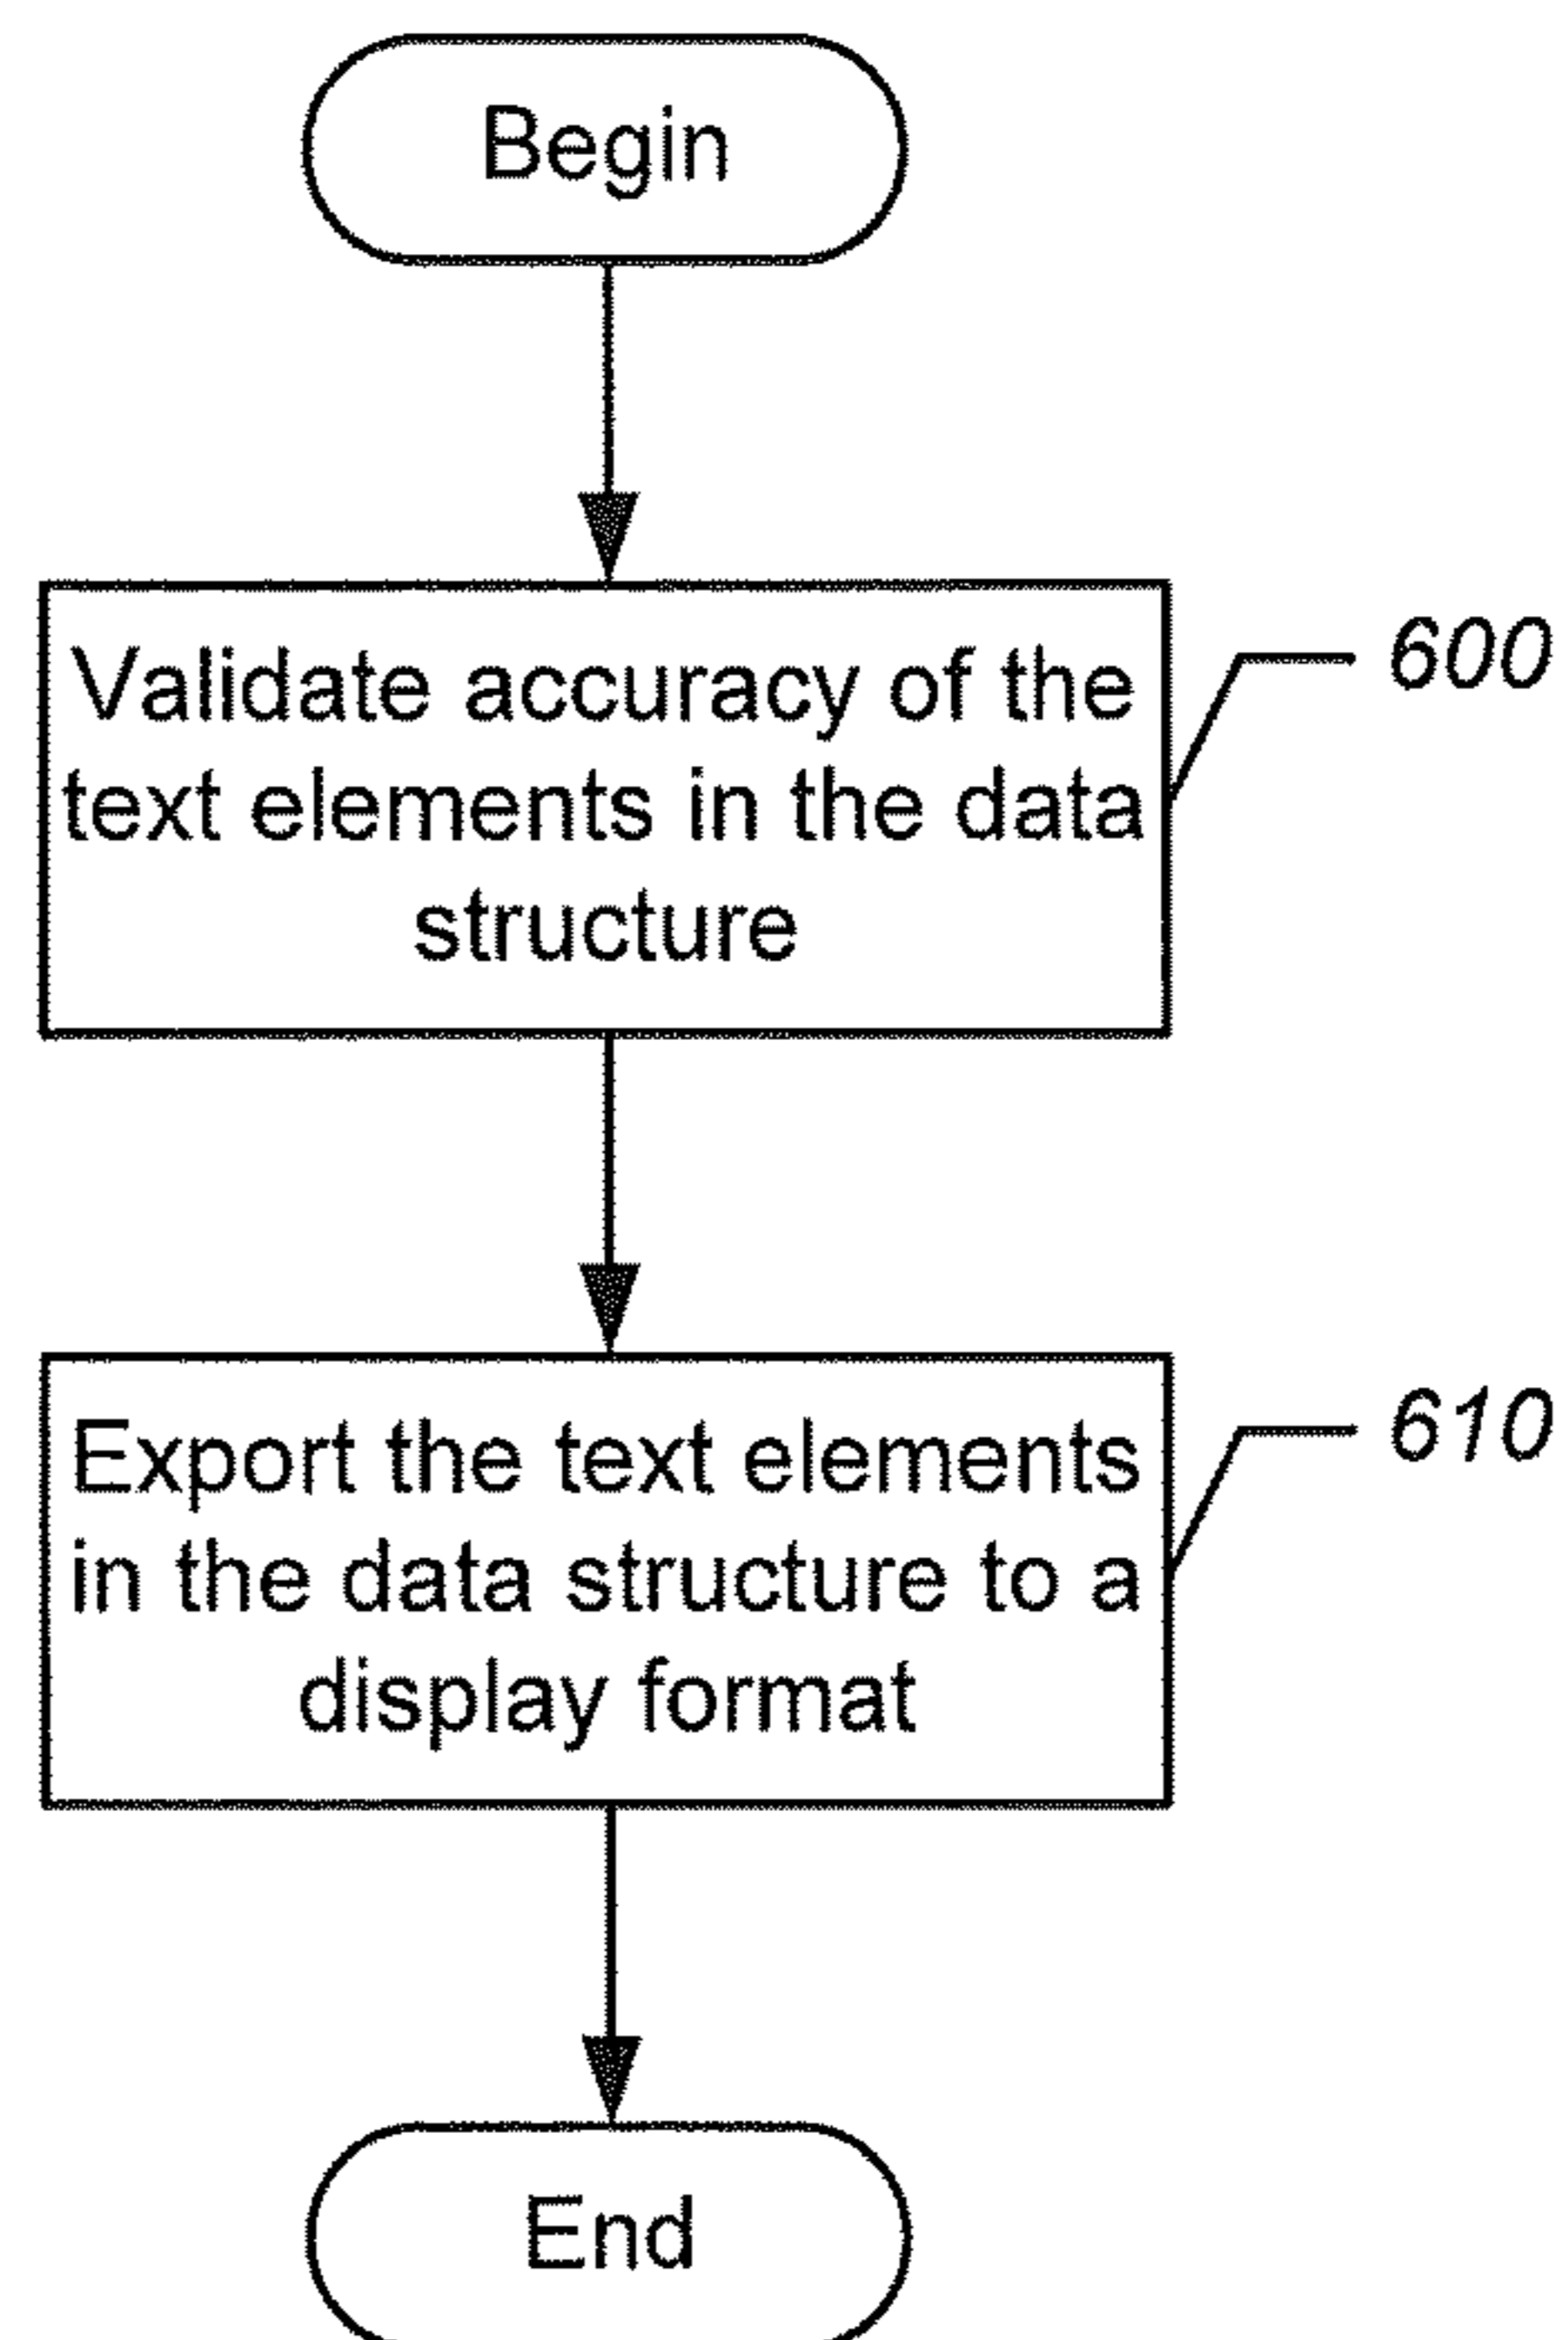 Begin
Validate accuracy of the
text elements in the data
structure
600
Export the text elements
in the data structure to a
display format
610
End